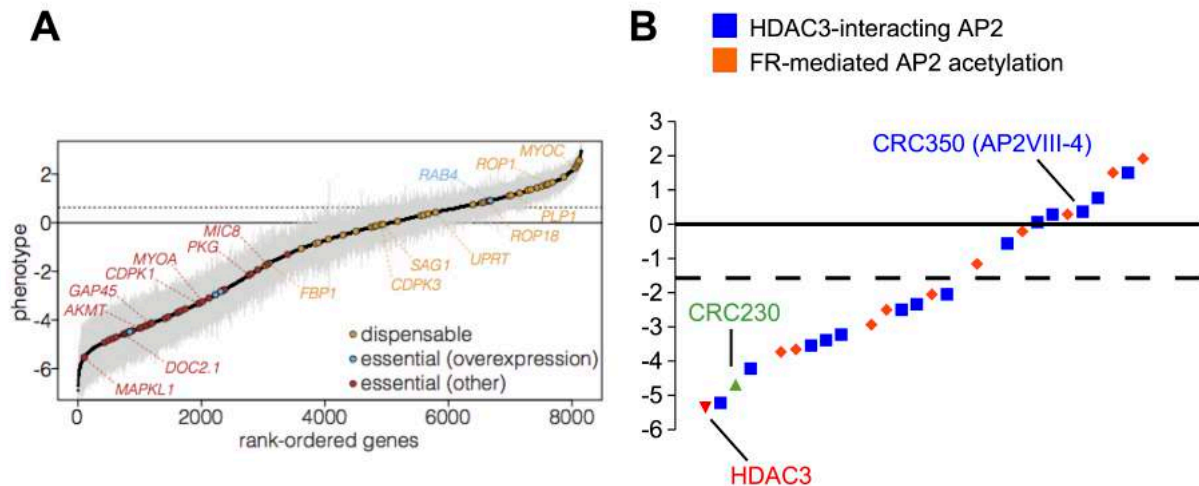 A
B
HDAC3-interacting AP2
FR-mediated AP2 acetylation
phenotype
2
0
-2
-4
-6
MYOC
ROP1
RAB4
PLP1
ROP18
UPRT
SAG1
CDPK3
FBP1
MIC8
PKG
MYOA
CDPK1
GAP45
AKMT
DOC2.1
MAPKL1
dispensable
essential (overexpression)
essential (other)
0 2000 4000 6000 8000
rank-ordered genes
3
2
1
0
-1
-2
-3
-4
-5
-6
CRC350 (AP2VIII-4)
CRC230
HDAC3